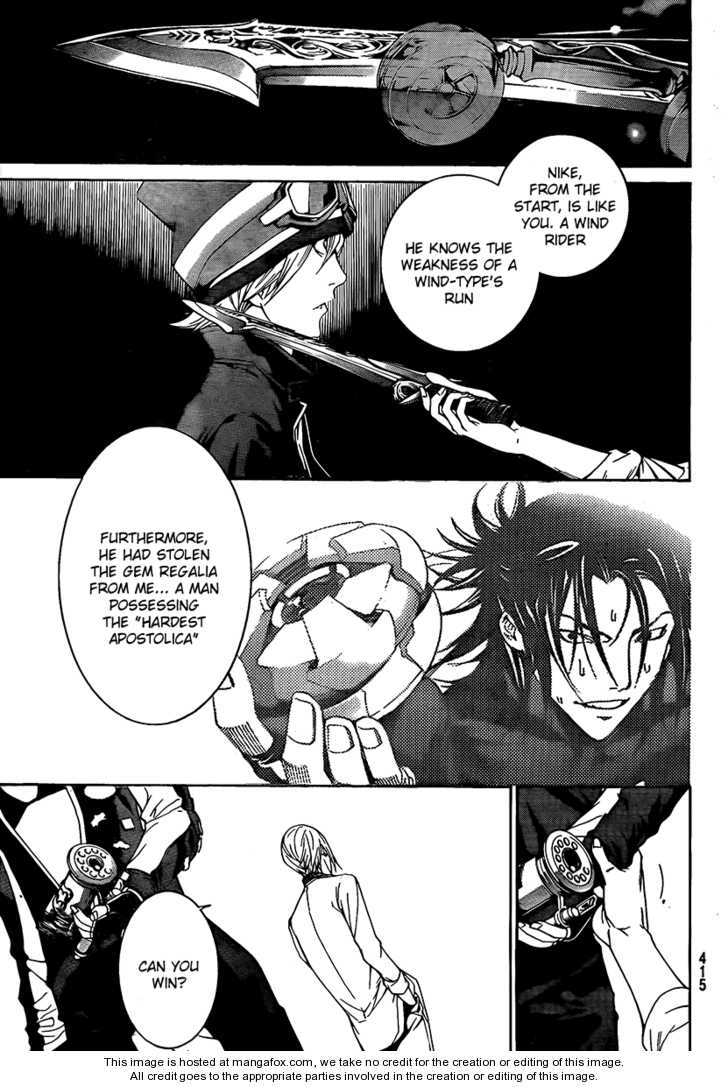 NIKE,
FROM THE
START, IS LIKE
YOU. A WIND
RIDER
HE KNOWS THE
WEAKNESS OF A
WIND-TYPE'S
RUN
FURTHERMORE,
HE HAD STOLEN
THE GEM REGALIA
FROM ME... A MAN
POSSESSING
THE "HARDEST
APOSTOLICA"
CAN YOU
WIN?
415
This image is hosted at mangafox.com, we take no credit for the creation or editing of this image.
All credit goes to the appropriate parties involved in the creation or editing of this image.